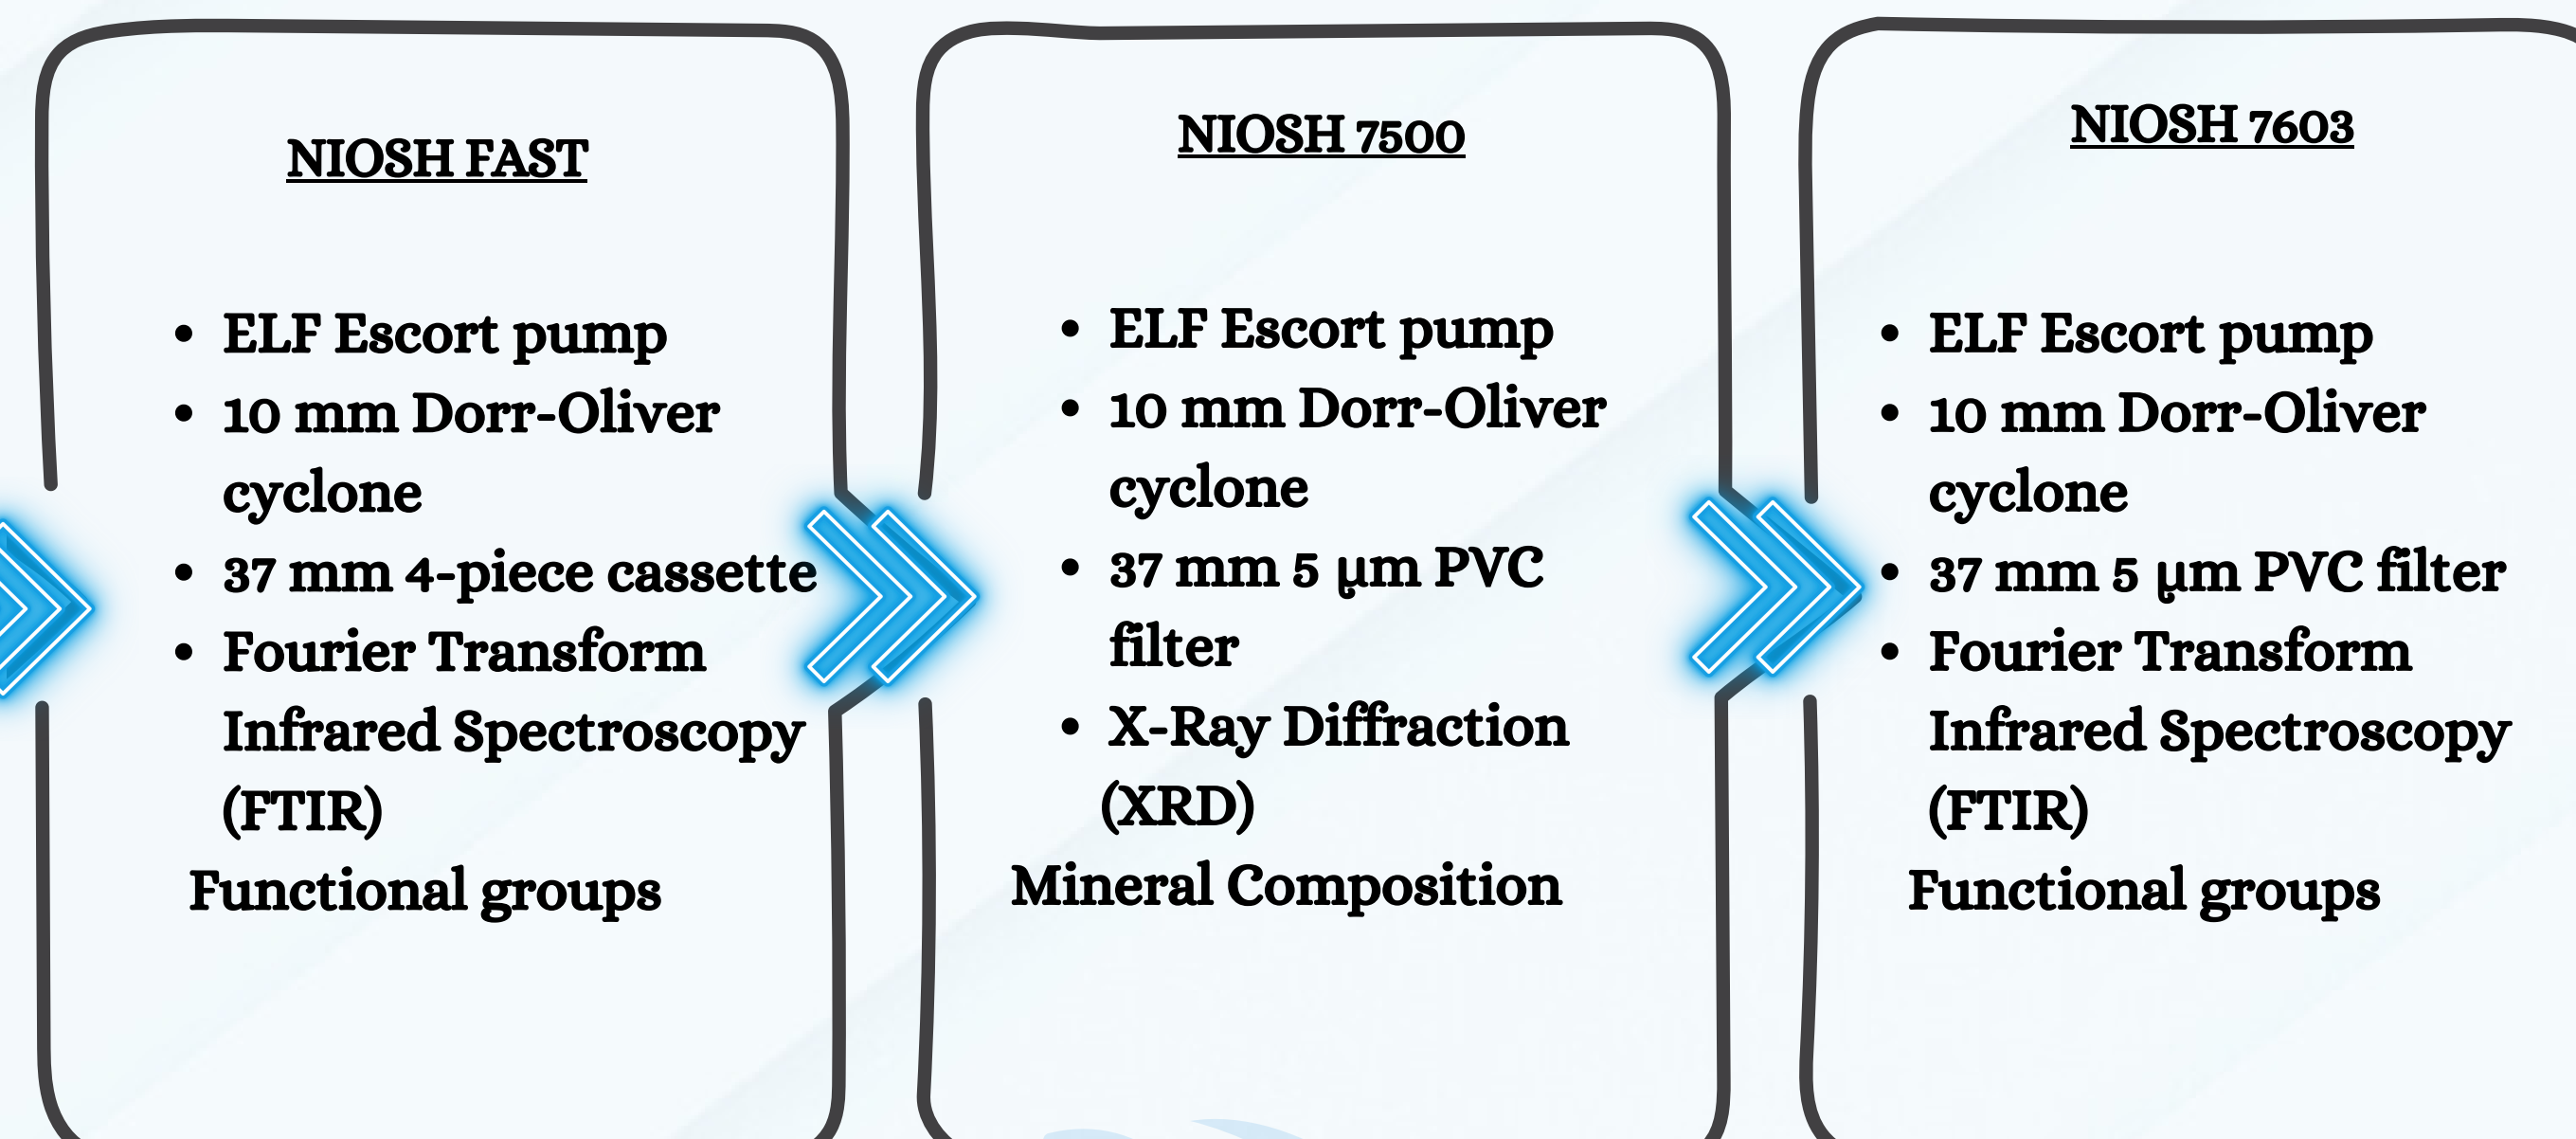 NIOSH FAST
• ELF Escort pump
• 10 mm Dorr-Oliver
cyclone
• 37 mm 4-piece cassette
• Fourier Transform
Infrared Spectroscopy
(FTIR)
Functional groups
NIOSH 7500
• ELF Escort pump
• 10 mm Dorr-Oliver
cyclone
• 37 mm 5 µm PVC
filter
• X-Ray Diffraction
(XRD)
Mineral Composition
NIOSH 7603
• ELF Escort pump
• 10 mm Dorr-Oliver
cyclone
• 37 mm 5 µm PVC filter
• Fourier Transform
Infrared Spectroscopy
(FTIR)
Functional groups